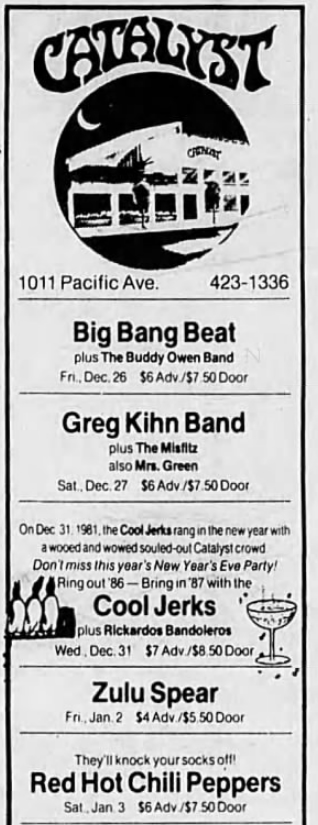 CATALYST
CATALYST
1011 Pacific Ave. 423-1336
Big Bang Beat
plus The Buddy Owen Band
Fri., Dec. 26 $6 Adv./$7.50 Door
Greg Kihn Band
plus The Misfitz
also Mrs. Green
Sat., Dec. 27 $6 Adv./$7.50 Door
On Dec. 31, 1981, the Cool Jerks rang in the new year with
a wooed and wowed souled-out Catalyst crowd.
Don't miss this year's New Year's Eve Party!
Ring out '86 — Bring in '87 with the
Cool Jerks
plus Rickardos Bandoleros
Wed., Dec. 31 $7 Adv./$8.50 Door
Zulu Spear
Fri., Jan. 2 $4 Adv./$5.50 Door
They'll knock your socks off!
Red Hot Chili Peppers
Sat., Jan. 3 $6 Adv./$7.50 Door